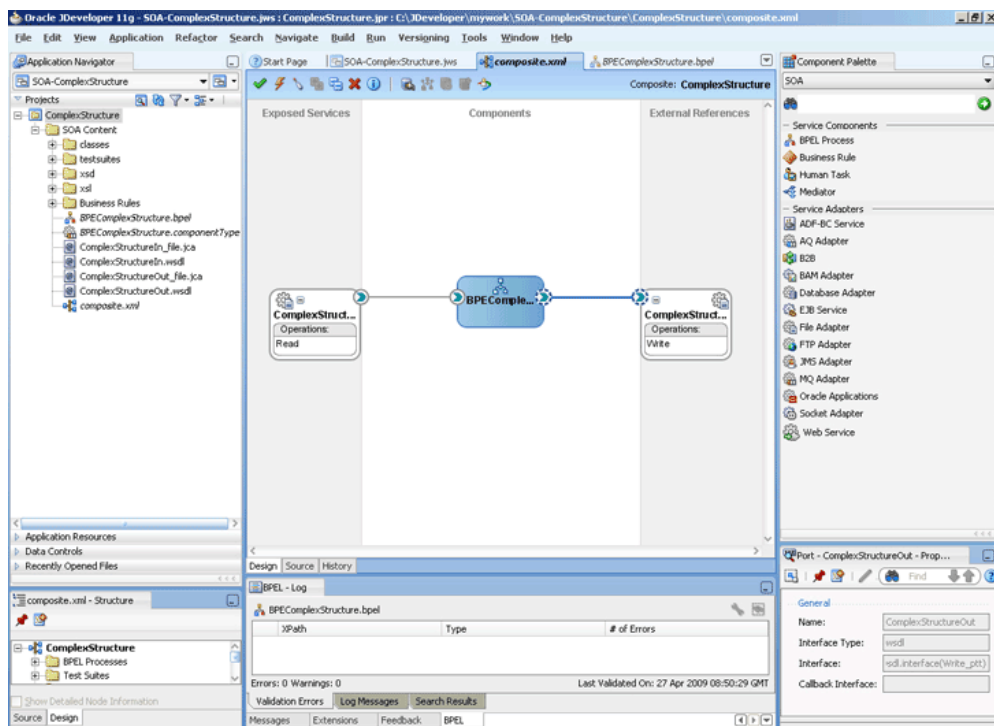 Oracle JDeveloper 11g - SOA-ComplexStructure.jws : ComplexStructure.jpr : C:\JDeveloper\mywork\SOA-ComplexStructure\ComplexStructure\composite.xml
File Edit View Application Refactor Search Navigate Build Run Versioning Tools Window Help
Application Navigator
SOA-ComplexStructure
Projects
ComplexStructure
SOA Content
classes
testsuites
xsd
xsl
Business Rules
BPEComplexStructure.bpel
BPEComplexStructure.componentType
ComplexStructureIn_file.jca
ComplexStructureIn.wsdl
ComplexStructureOut_file.jca
ComplexStructureOut.wsdl
composite.xml
Application Resources
Data Controls
Recently Opened Files
composite.xml - Structure
ComplexStructure
BPEL Processes
Test Suites
Show Detailed Node Information
Source Design
Start Page SOA-ComplexStructure.jws composite.xml BPEComplexStructure.bpel
Composite: ComplexStructure
Exposed Services Components External References
ComplexStruct...
Operations:
Read
BPEComple...
ComplexStruct...
Operations:
Write
Design Source History
BPEL - Log
BPEComplexStructure.bpel
XPath Type # of Errors
Errors: 0 Warnings: 0 Last Validated On: 27 Apr 2009 08:50:29 GMT
Validation Errors Log Messages Search Results
Messages Extensions Feedback BPEL
Component Palette
SOA
Service Components
BPEL Process
Business Rule
Human Task
Mediator
Service Adapters
ADF-BC Service
AQ Adapter
B2B
BAM Adapter
Database Adapter
EJB Service
File Adapter
FTP Adapter
JMS Adapter
MQ Adapter
Oracle Applications
Socket Adapter
Web Service
Port - ComplexStructureOut - Prop...
Find
General
Name: ComplexStructureOut
Interface Type: wsdl
Interface: sdl.interface(Write_ptt)
Callback Interface: